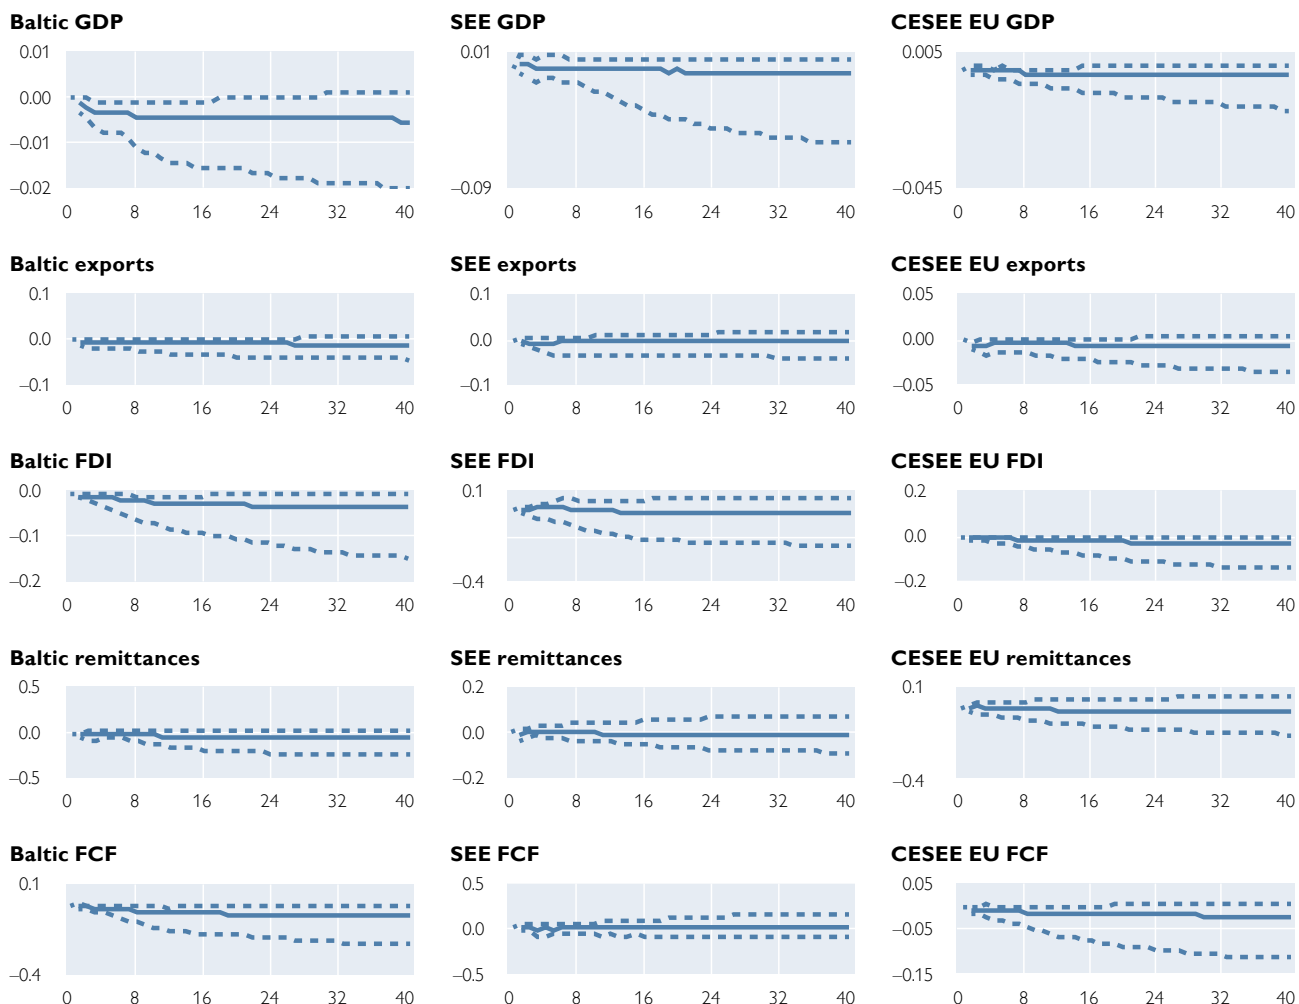 Baltic GDP
0.01
0.00
–0.01
–0.02
0 8 16 24 32 40
SEE GDP
0.01
–0.09
0 8 16 24 32 40
CESEE EU GDP
0.005
–0.045
0 8 16 24 32 40
Baltic exports
0.1
0.0
–0.1
0 8 16 24 32 40
SEE exports
0.1
0.0
–0.1
0 8 16 24 32 40
CESEE EU exports
0.05
0.00
–0.05
0 8 16 24 32 40
Baltic FDI
0.0
–0.1
–0.2
0 8 16 24 32 40
SEE FDI
0.1
–0.4
0 8 16 24 32 40
CESEE EU FDI
0.2
0.0
–0.2
0 8 16 24 32 40
Baltic remittances
0.5
0.0
–0.5
0 8 16 24 32 40
SEE remittances
0.2
0.0
–0.2
0 8 16 24 32 40
CESEE EU remittances
0.1
–0.4
0 8 16 24 32 40
Baltic FCF
0.1
–0.4
0 8 16 24 32 40
SEE FCF
0.5
0.0
–0.5
0 8 16 24 32 40
CESEE EU FCF
0.05
–0.05
–0.15
0 8 16 24 32 40